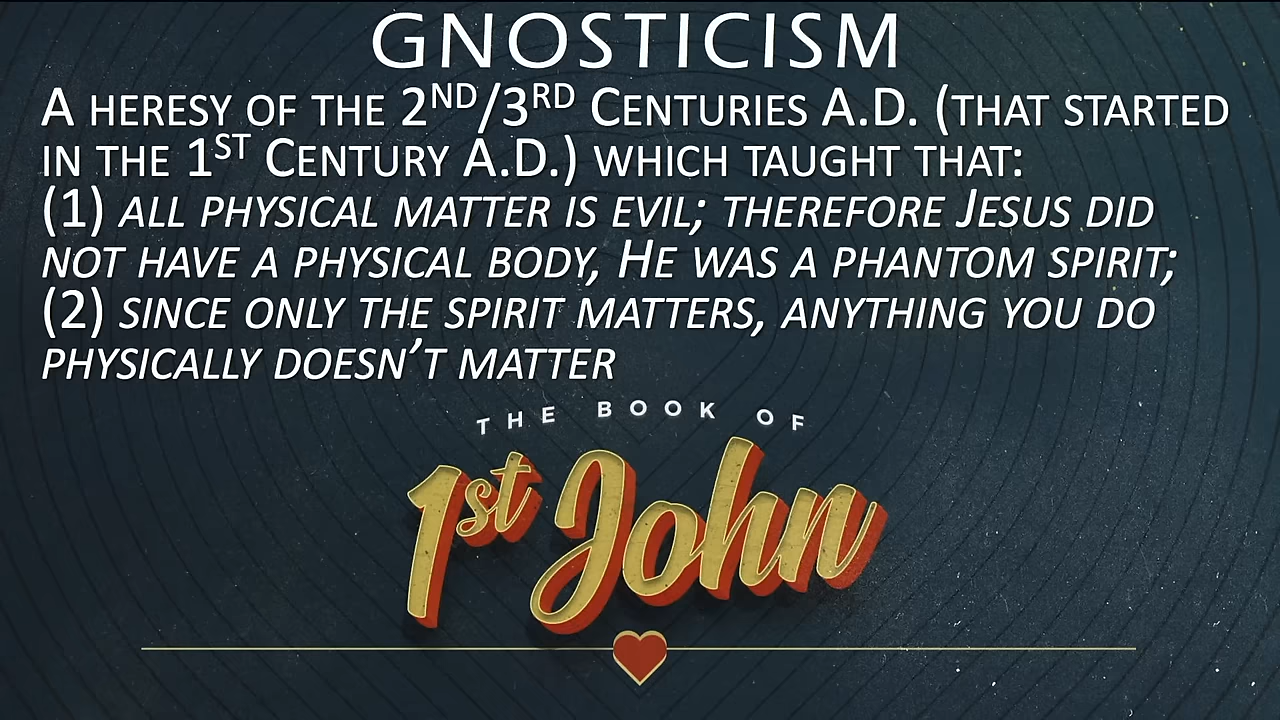 GNOSTICISM
A HERESY OF THE 2ND/3RD CENTURIES A.D. (THAT STARTED
IN THE 1ST CENTURY A.D.) WHICH TAUGHT THAT:
(1) ALL PHYSICAL MATTER IS EVIL; THEREFORE JESUS DID
NOT HAVE A PHYSICAL BODY, HE WAS A PHANTOM SPIRIT;
(2) SINCE ONLY THE SPIRIT MATTERS, ANYTHING YOU DO
PHYSICALLY DOESN'T MATTER
THE BOOK OF
1st John